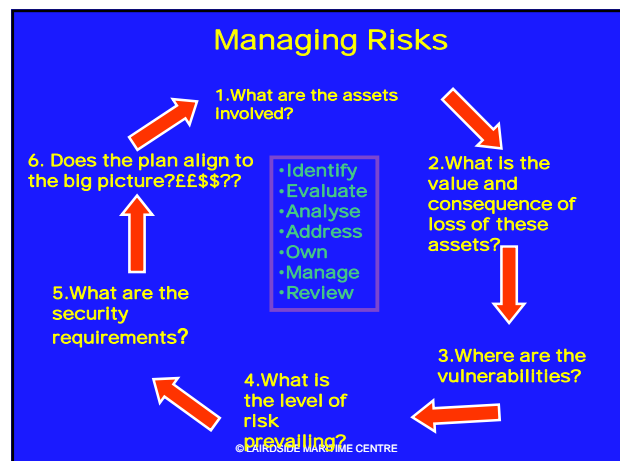 Managing Risks
1.What are the assets
involved?
2.What is the
value and
consequence of
loss of these
assets?
3.Where are the
vulnerabilities?
4.What is
the level of
risk
prevailing?
5.What are the
security
requirements?
6. Does the plan align to
the big picture?££$$??
•Identify
•Evaluate
•Analyse
•Address
•Own
•Manage
•Review
© LAIRDSIDE MARITIME CENTRE